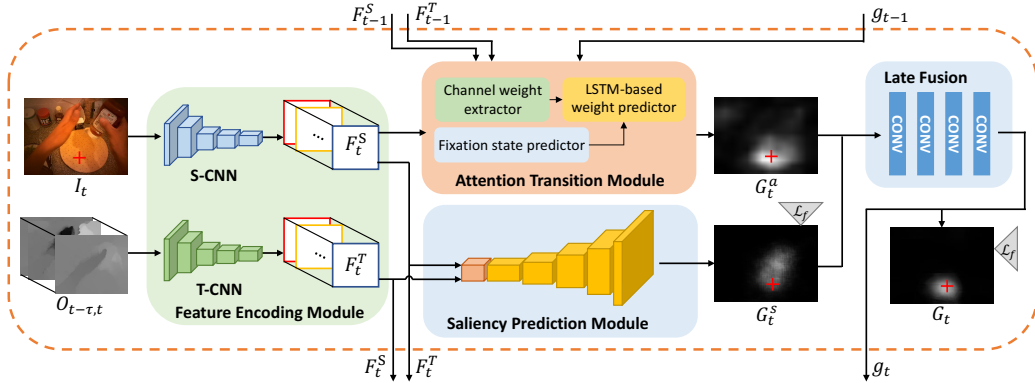 F^S_{t-1}
F^T_{t-1}
g_{t-1}
Channel weight
extractor
LSTM-based
weight predictor
Fixation state predictor
Attention Transition Module
Late Fusion
CONV
CONV
CONV
CONV
...
F^S_t
S-CNN
I_t
G^a_t
L_f
...
F^T_t
T-CNN
O_{t-τ,t}
Feature Encoding Module
Saliency Prediction Module
G^s_t
L_f
G_t
F^S_t
F^T_t
g_t